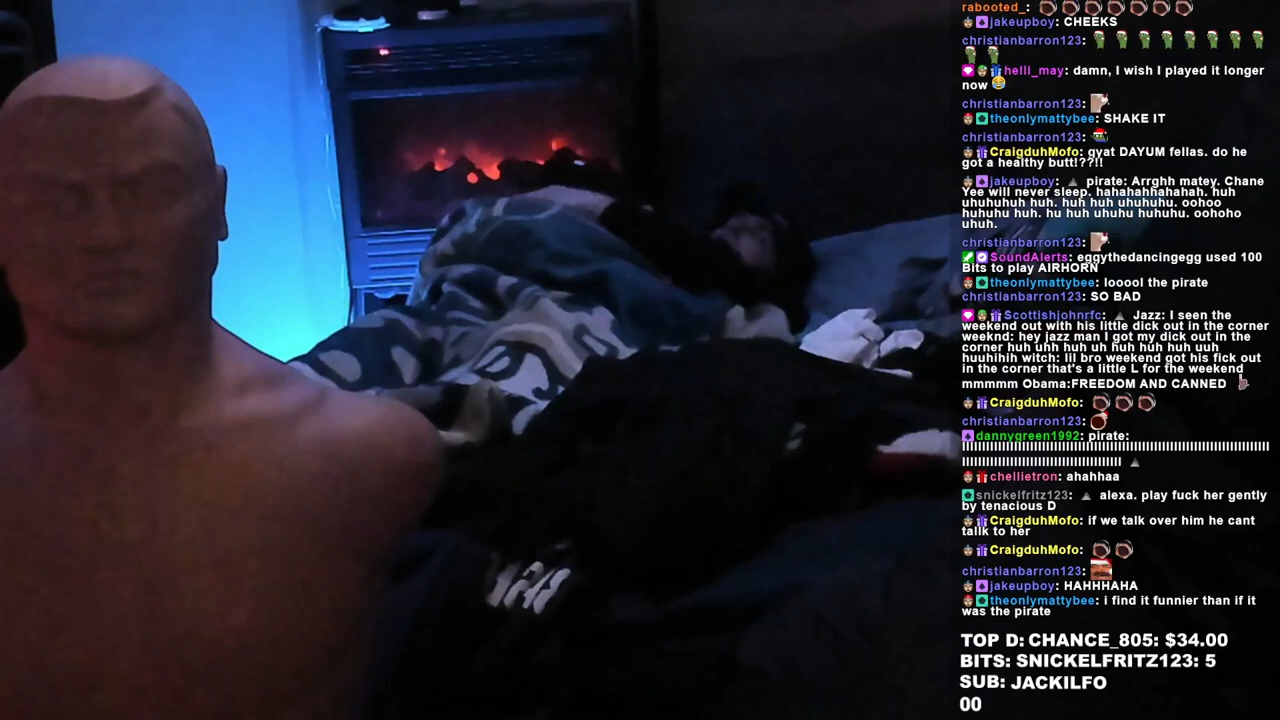 rabooted_:
jakeupboy: CHEEKS
christianbarron123:
helli_may: damn, I wish I played it longer
now
christianbarron123:
theonlymattybee: SHAKE IT
christianbarron123:
CraigduhMofo: gyat DAYUM fellas. do he
got a healthy butt!??!!
jakeupboy: pirate: Arrghh matey. Chane
Yee will never sleep. hahahahhahahah. huh
uhuhuhuh huh. huh huh uhuhuhu. oohoo
huhuhu huh. hu huh uhuhu huhuhu. oohoho
uhuh.
christianbarron123:
SoundAlerts: eggythedancingegg used 100
Bits to play AIRHORN
theonlymattybee: looool the pirate
christianbarron123: SO BAD
Scottishjohnrfc: Jazz: I seen the
weekend out with his little dick out in the corner
weeknd: hey jazz man I got my dick out in the
corner huh uhh huh uh huh huh huh uuh
huuhihih witch: lil bro weekend got his fick out
in the corner that's a little L for the weekend
mmmmm Obama:FREEDOM AND CANNED
CraigduhMofo:
christianbarron123:
dannygreen1992: pirate:
chellietron: ahahhaa
snickelfritz123: alexa. play fuck her gently
by tenacious D
CraigduhMofo: if we talk over him he cant
tallk to her
CraigduhMofo:
christianbarron123:
jakeupboy: HAHHHAHA
theonlymattybee: i find it funnier than if it
was the pirate
TOP D: CHANCE_805: $34.00
BITS: SNICKELFRITZ123: 5
SUB: JACKILFO
00